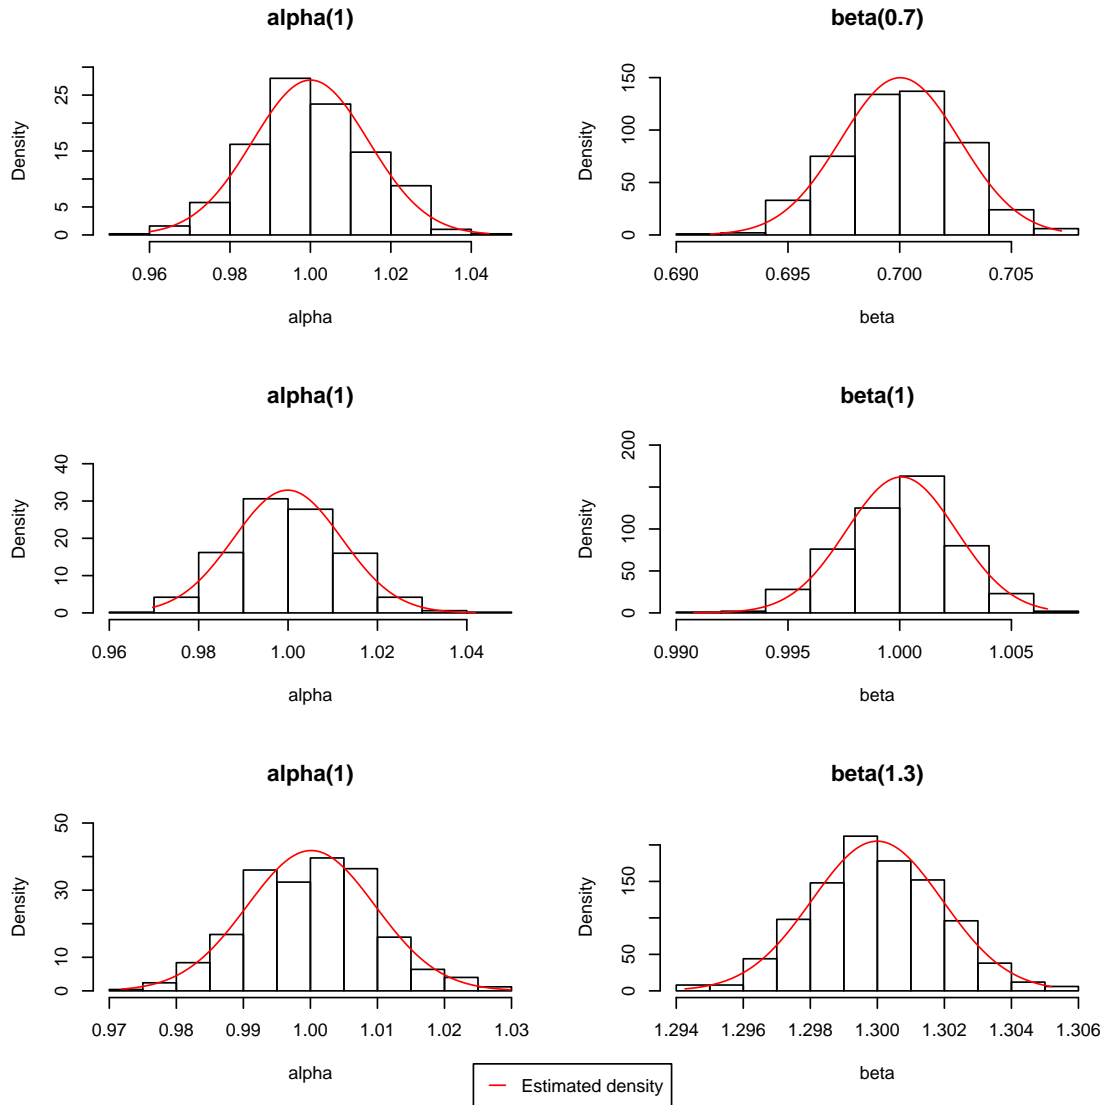 alpha(1)
Density
5
15
25
0.96
0.98
1.00
1.02
1.04
alpha
beta(0.7)
Density
0
50
100
150
0.690
0.695
0.700
0.705
beta
alpha(1)
Density
0
10
20
30
40
0.96
0.98
1.00
1.02
1.04
alpha
beta(1)
Density
0
50
100
200
0.990
0.995
1.000
1.005
beta
alpha(1)
Density
0
10
30
50
0.97
0.98
0.99
1.00
1.01
1.02
1.03
alpha
beta(1.3)
Density
0
50
150
1.294
1.296
1.298
1.300
1.302
1.304
1.306
beta
Estimated density